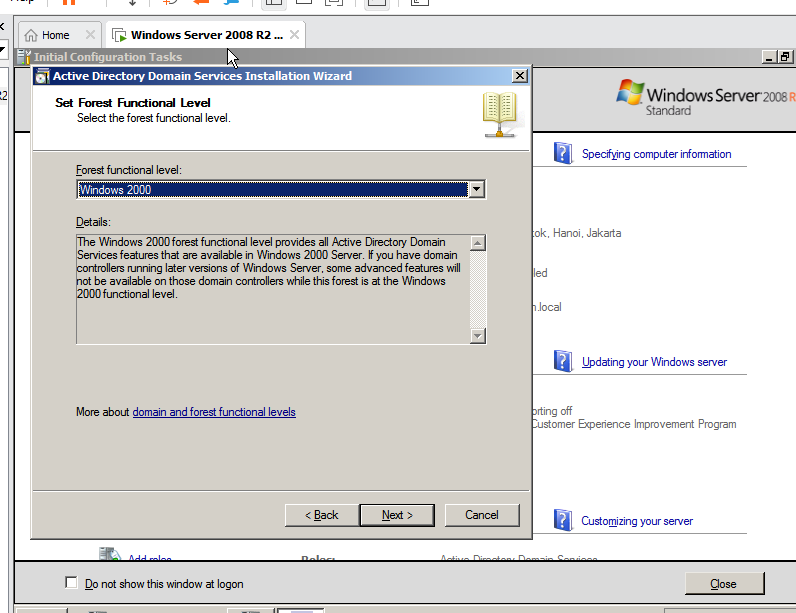 Home
Windows Server 2008 R2 ...
Initial Configuration Tasks
Active Directory Domain Services Installation Wizard
Set Forest Functional Level
Select the forest functional level.
Windows Server 2008 R
Standard
Forest functional level:
Windows 2000
Details:
The Windows 2000 forest functional level provides all Active Directory Domain
Services features that are available in Windows 2000 Server. If you have domain
controllers running later versions of Windows Server, some advanced features will
not be available on those domain controllers while this forest is at the Windows
2000 functional level.
More about domain and forest functional levels
< Back
Next >
Cancel
Specifying computer information
ok, Hanoi, Jakarta
led
n.local
Updating your Windows server
orting off
Customer Experience Improvement Program
Customizing your server
Add roles
Roles:
Active Directory Domain Services
Do not show this window at logon
Close